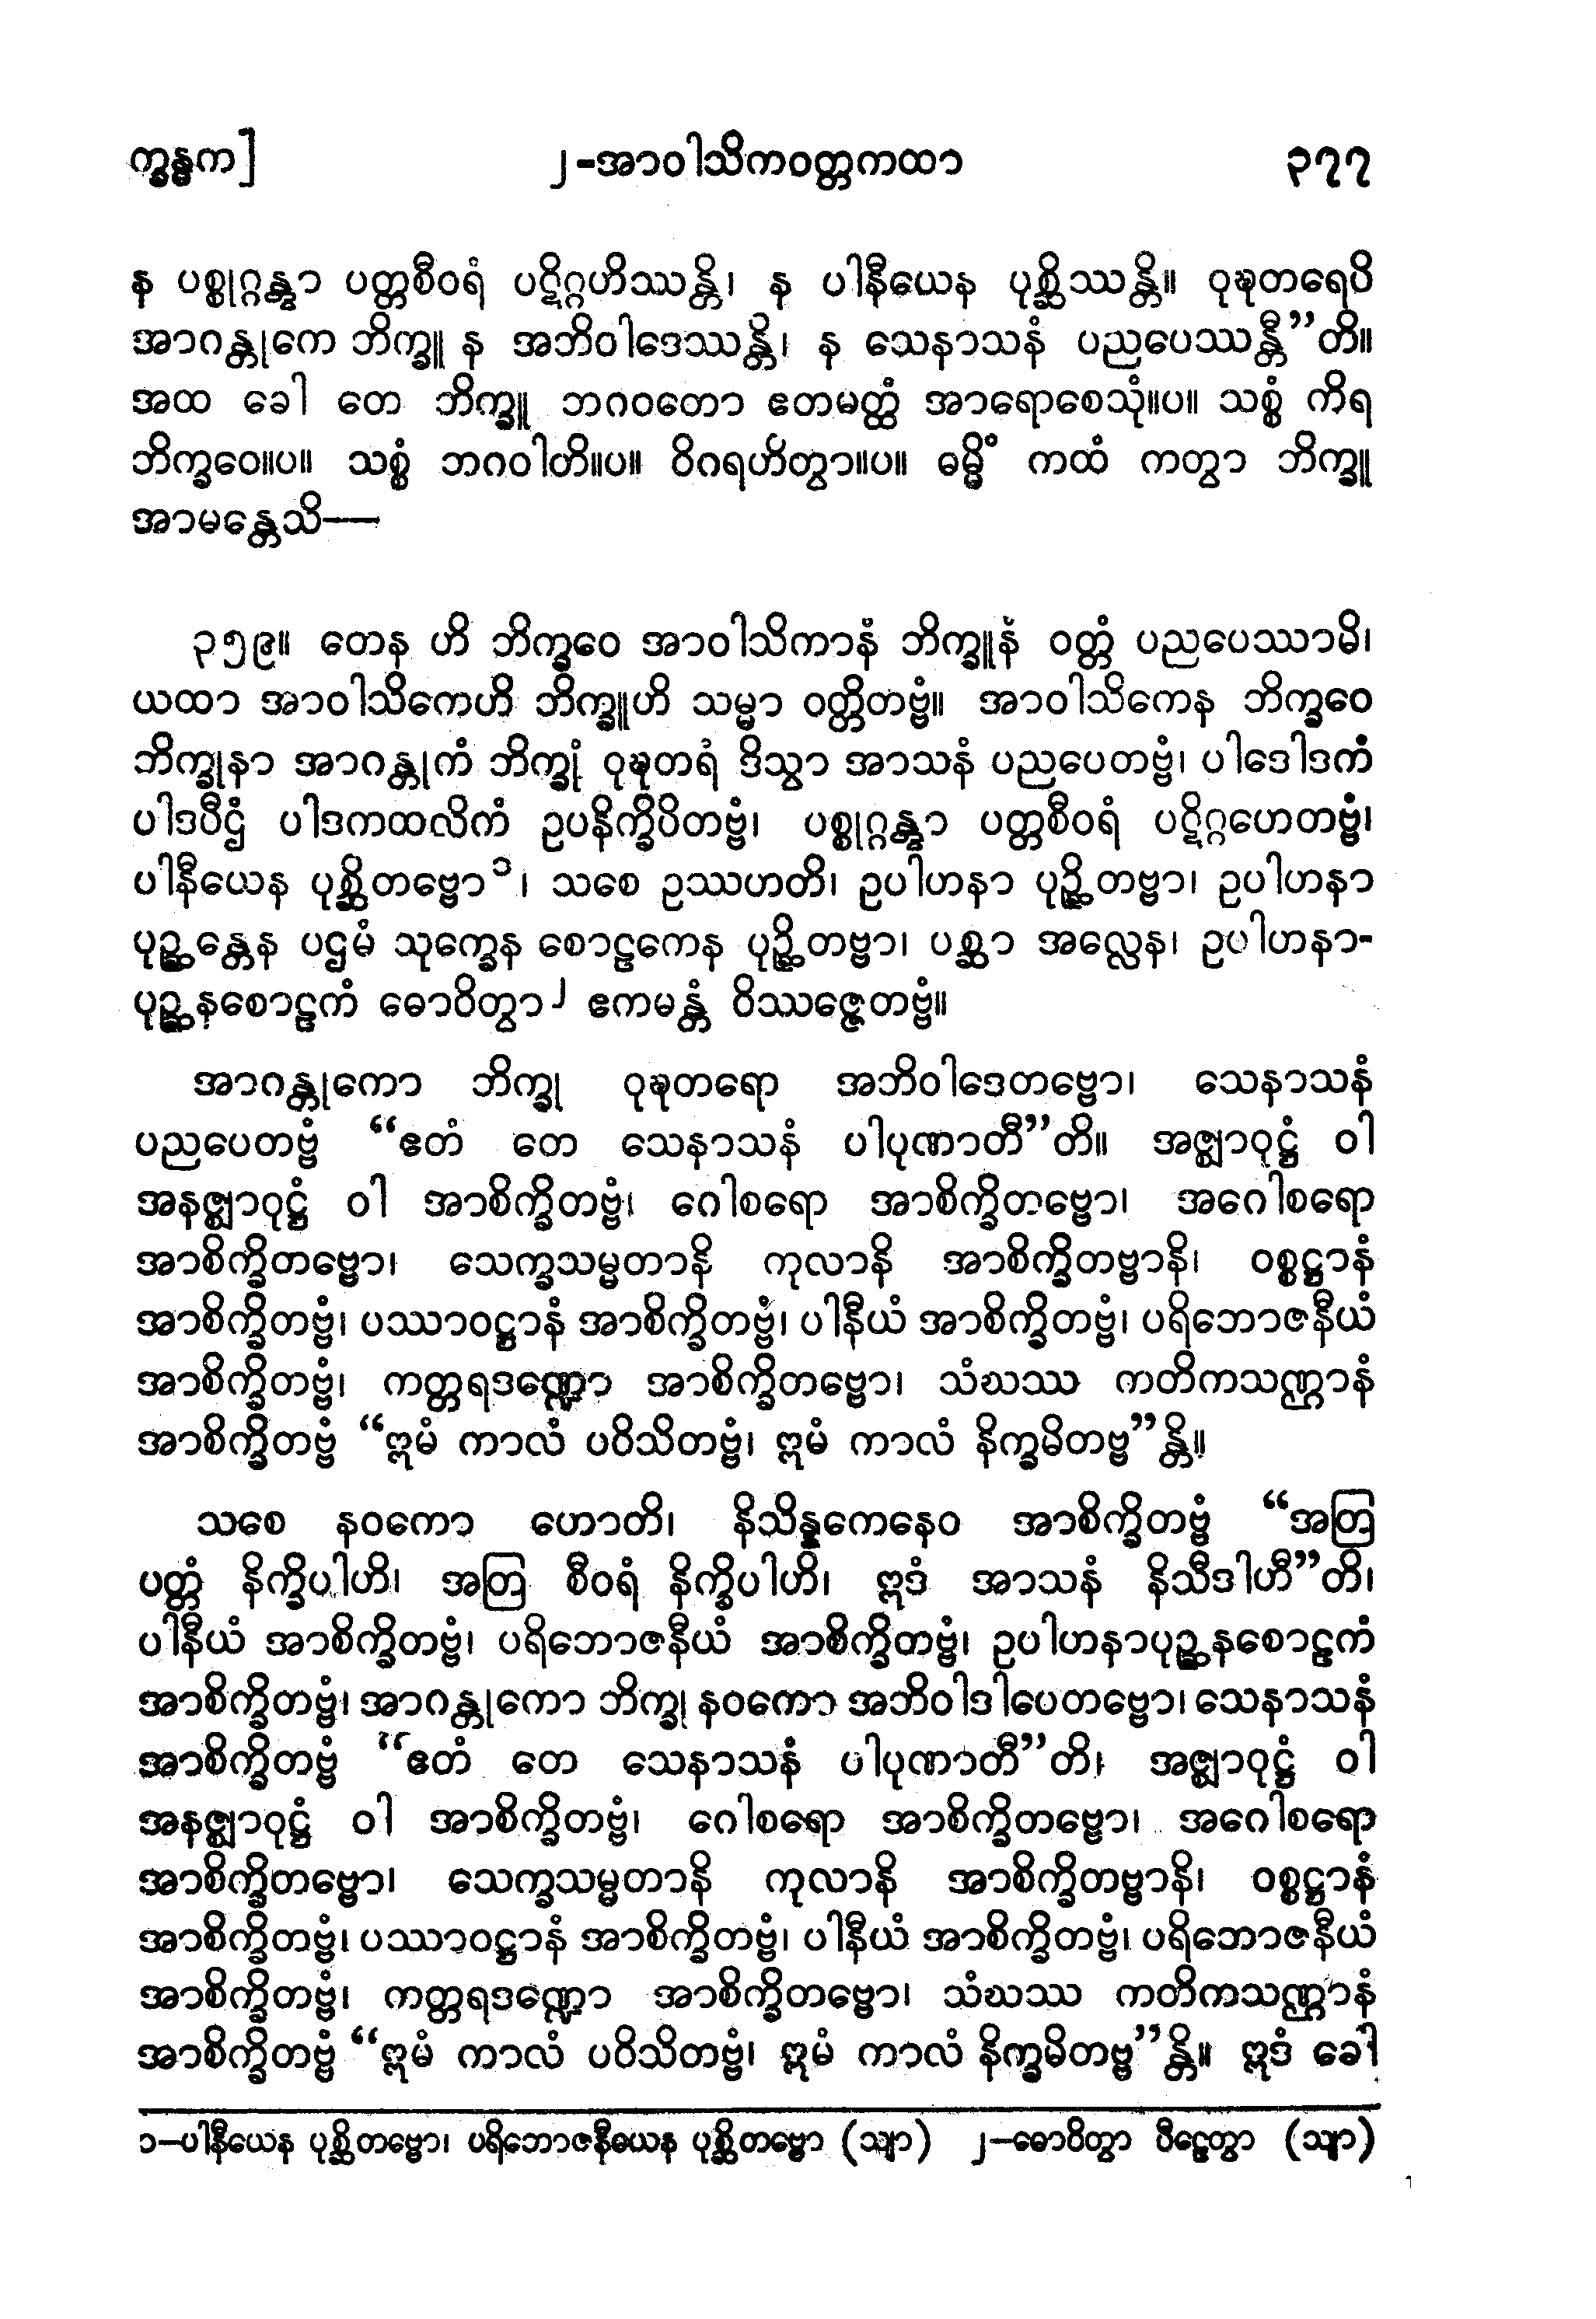 က္ခန္ဓက] ၂-အာဝါသိကဝတ္တကထာ ၃၇၇
န ပစ္စုဂ္ဂန္တွာ ပတ္တစီဝရံ ပဋိဂ္ဂဟိဿန္တိ၊ န ပါနီယေန ပုစ္ဆိဿန္တိ။ ဝုဍ္ဎတရေပိ
အာဂန္တုကေ ဘိက္ခူ န အဘိဝါဒေဿန္တိ၊ န သေနာသနံ ပညပေဿန္တီ”တိ။
အထ ခေါ တေ ဘိက္ခူ ဘဂဝတော ဧတမတ္ထံ အာရောစေသုံ။ပ။ သစ္စံ ကိရ
ဘိက္ခဝေ။ပ။ သစ္စံ ဘဂဝါတိ။ပ။ ဝိဂရဟိတွာ။ပ။ ဓမ္မိံ ကထံ ကတွာ ဘိက္ခူ
အာမန္တေသိ—
၃၅၉။ တေန ဟိ ဘိက္ခဝေ အာဝါသိကာနံ ဘိက္ခူနံ ဝတ္တံ ပညပေဿာမိ၊
ယထာ အာဝါသိကေဟိ ဘိက္ခူဟိ သမ္မာ ဝတ္တိတဗ္ဗံ။ အာဝါသိကေန ဘိက္ခဝေ
ဘိက္ခုနာ အာဂန္တုကံ ဘိက္ခုံ ဝုဍ္ဎတရံ ဒိသွာ အာသနံ ပညပေတဗ္ဗံ၊ ပါဒေါဒကံ
ပါဒပီဌံ ပါဒကထလိကံ ဥပနိက္ခိပိတဗ္ဗံ၊ ပစ္စုဂ္ဂန္တွာ ပတ္တစီဝရံ ပဋိဂ္ဂဟေတဗ္ဗံ၊
ပါနီယေန ပုစ္ဆိတဗ္ဗော၁၊ သစေ ဥဿဟတိ၊ ဥပါဟနာ ပုဉ္ဆိတဗ္ဗာ၊ ဥပါဟနာ
ပုဉ္ဆန္တေန ပဌမံ သုက္ခေန စောဠကေန ပုဉ္ဆိတဗ္ဗာ၊ ပစ္ဆာ အလ္လေန၊ ဥပါဟနာ-
ပုဉ္ဆနစောဠကံ ဓောဝိတွာ၂ ဧကမန္တံ ဝိဿဇ္ဇေတဗ္ဗံ။
အာဂန္တုကော ဘိက္ခု ဝုဍ္ဎတရော အဘိဝါဒေတဗ္ဗော၊ သေနာသနံ
ပညပေတဗ္ဗံ “ဧတံ တေ သေနာသနံ ပါပုဏာတီ”တိ။ အဇ္ဈာဝုဋ္ဌံ ဝါ
အနဇ္ဈာဝုဋ္ဌံ ဝါ အာစိက္ခိတဗ္ဗံ၊ ဂေါစရော အာစိက္ခိတဗ္ဗော၊ အဂေါစရော
အာစိက္ခိတဗ္ဗော၊ သေက္ခသမ္မတာနိ ကုလာနိ အာစိက္ခိတဗ္ဗာနိ၊ ဝစ္စဋ္ဌာနံ
အာစိက္ခိတဗ္ဗံ၊ ပဿာဝဋ္ဌာနံ အာစိက္ခိတဗ္ဗံ၊ ပါနီယံ အာစိက္ခိတဗ္ဗံ၊ ပရိဘောဇနီယံ
အာစိက္ခိတဗ္ဗံ၊ ကတ္တရဒဏ္ဍော အာစိက္ခိတဗ္ဗော၊ သံဃဿ ကတိကသဏ္ဌာနံ
အာစိက္ခိတဗ္ဗံ “ဣမံ ကာလံ ပဝိသိတဗ္ဗံ၊ ဣမံ ကာလံ နိက္ခမိတဗ္ဗ”န္တိ။
သစေ နဝကော ဟောတိ၊ နိသိန္နကေနေဝ အာစိက္ခိတဗ္ဗံ “အတြ
ပတ္တံ နိက္ခိပါဟိ၊ အတြ စီဝရံ နိက္ခိပါဟိ၊ ဣဒံ အာသနံ နိသီဒါဟီ”တိ၊
ပါနီယံ အာစိက္ခိတဗ္ဗံ၊ ပရိဘောဇနီယံ အာစိက္ခိတဗ္ဗံ၊ ဥပါဟနာပုဉ္ဆနစောဠကံ
အာစိက္ခိတဗ္ဗံ၊ အာဂန္တုကော ဘိက္ခု နဝကော အဘိဝါဒါပေတဗ္ဗော၊ သေနာသနံ
အာစိက္ခိတဗ္ဗံ “ဧတံ တေ သေနာသနံ ပါပုဏာတီ”တိ၊ အဇ္ဈာဝုဋ္ဌံ ဝါ
အနဇ္ဈာဝုဋ္ဌံ ဝါ အာစိက္ခိတဗ္ဗံ၊ ဂေါစရော အာစိက္ခိတဗ္ဗော၊ အဂေါစရော
အာစိက္ခိတဗ္ဗော၊ သေက္ခသမ္မတာနိ ကုလာနိ အာစိက္ခိတဗ္ဗာနိ၊ ဝစ္စဋ္ဌာနံ
အာစိက္ခိတဗ္ဗံ၊ ပဿာဝဋ္ဌာနံ အာစိက္ခိတဗ္ဗံ၊ ပါနီယံ အာစိက္ခိတဗ္ဗံ၊ ပရိဘောဇနီယံ
အာစိက္ခိတဗ္ဗံ၊ ကတ္တရဒဏ္ဍော အာစိက္ခိတဗ္ဗော၊ သံဃဿ ကတိကသဏ္ဌာနံ
အာစိက္ခိတဗ္ဗံ “ဣမံ ကာလံ ပဝိသိတဗ္ဗံ၊ ဣမံ ကာလံ နိက္ခမိတဗ္ဗ”န္တိ။ ဣဒံ ခေါ
၁—ပါနီယေန ပုစ္ဆိတဗ္ဗော၊ ပရိဘောဇနီယေန ပုစ္ဆိတဗ္ဗော (သျာ) ၂—ဓောဝိတွာ ပီဠေတွာ (သျာ)